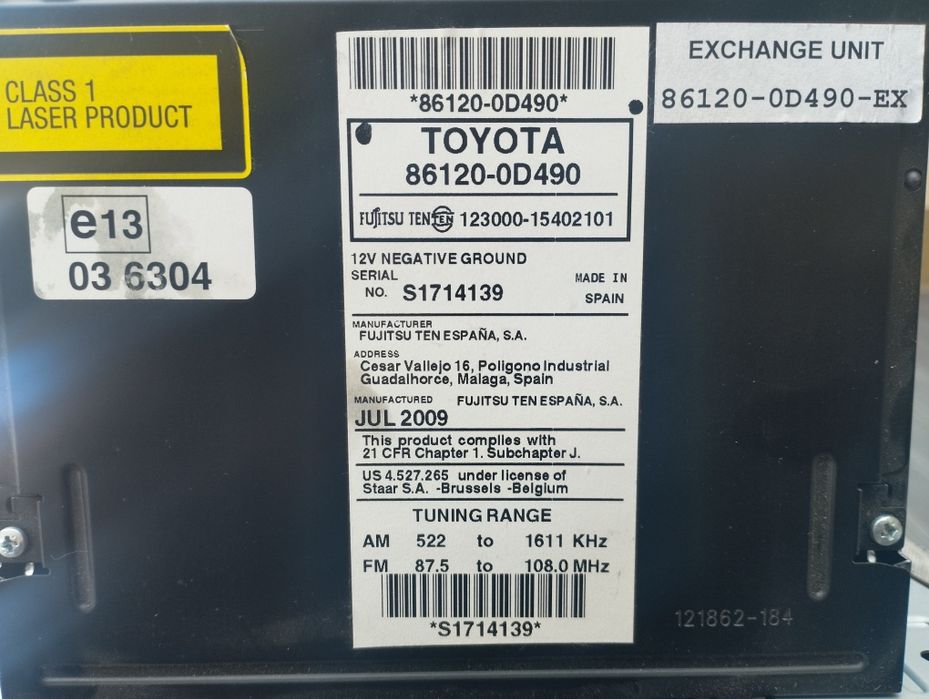 CLASS 1
LASER PRODUCT
e13
03 6304
*86120-0D490*
TOYOTA
86120-0D490
FUJITSU TEN TEN 123000-15402101
12V NEGATIVE GROUND
SERIAL
NO. S1714139
MADE IN
SPAIN
MANUFACTURER
FUJITSU TEN ESPAÑA, S.A.
ADDRESS
Cesar Vallejo 16, Poligono Industrial
Guadalhorce, Malaga, Spain
MANUFACTURED FUJITSU TEN ESPAÑA, S.A.
JUL 2009
This product complies with
21 CFR Chapter 1. Subchapter J.
US 4.527.265 under license of
Staar S.A. -Brussels -Belgium
TUNING RANGE
AM 522 to 1611 KHz
FM 87.5 to 108.0 MHz
*S1714139*
EXCHANGE UNIT
86120-0D490-EX
121862-184